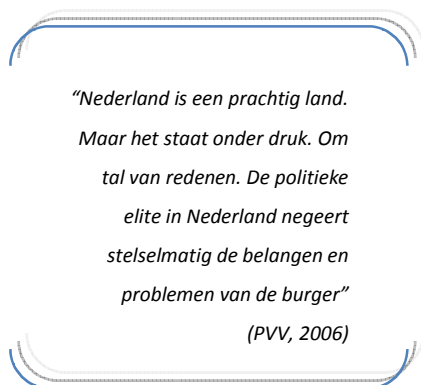 “Nederland is een prachtig land.
Maar het staat onder druk. Om
tal van redenen. De politieke
elite in Nederland negeert
stelselmatig de belangen en
problemen van de burger”
(PVV, 2006)